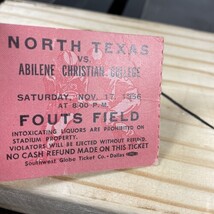 NORTH TEXAS
VS
ABILENE CHRISTIAN COLLEGE
SATURDAY, NOV. 17, 1956
AT 8:00 P.M.
FOUTS FIELD
INTOXICATING LIQUORS ARE PROHIBITED ON
STADIUM PROPERTY.
VIOLATORS WILL BE EJECTED WITHOUT REFUND.
NO CASH REFUND MADE ON THIS TICKET
Southwest Globe Ticket Co. - Dallas